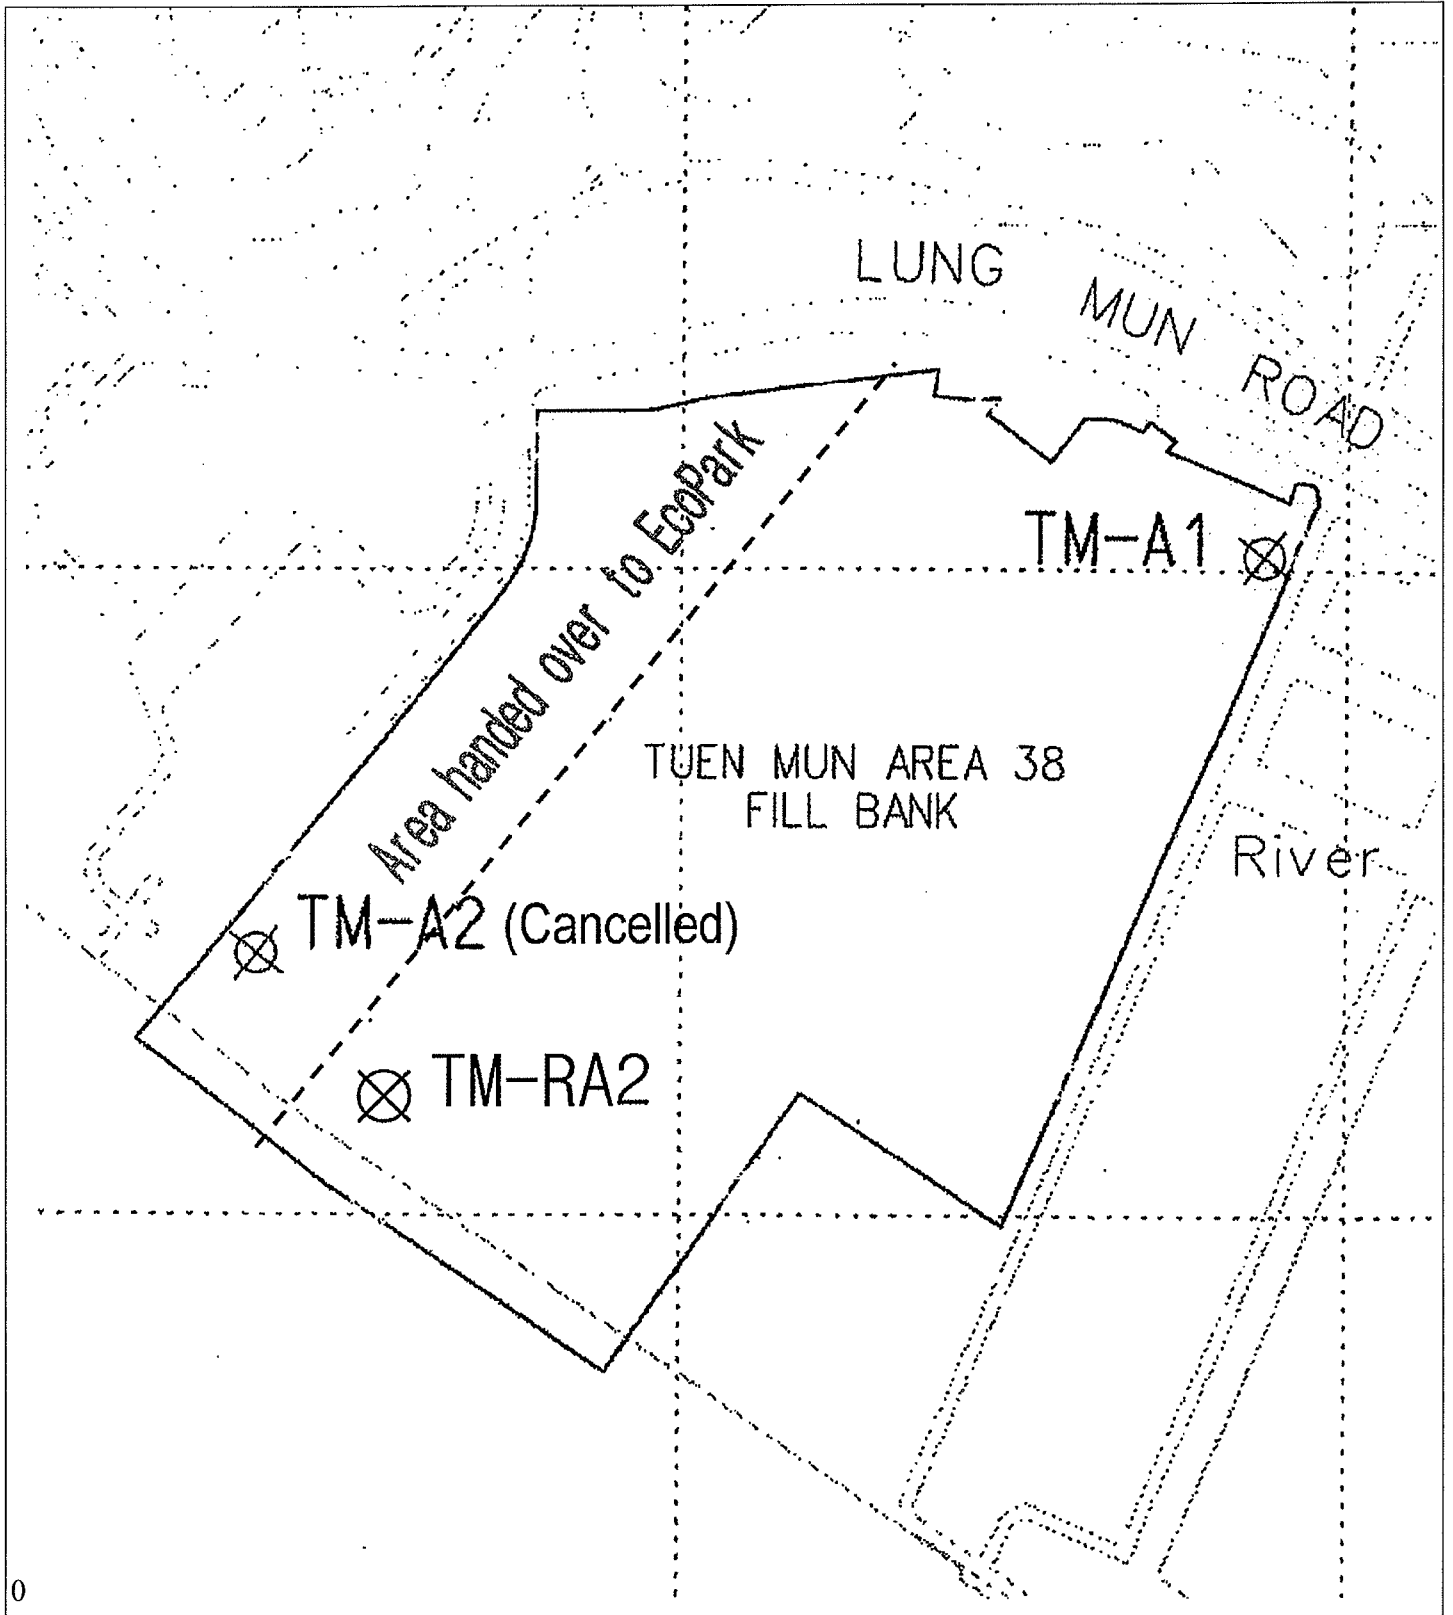 LUNG MUN ROAD
Area handed over to EcoPark
TM-A1
TUEN MUN AREA 38
FILL BANK
River
TM-A2 (Cancelled)
TM-RA2
0